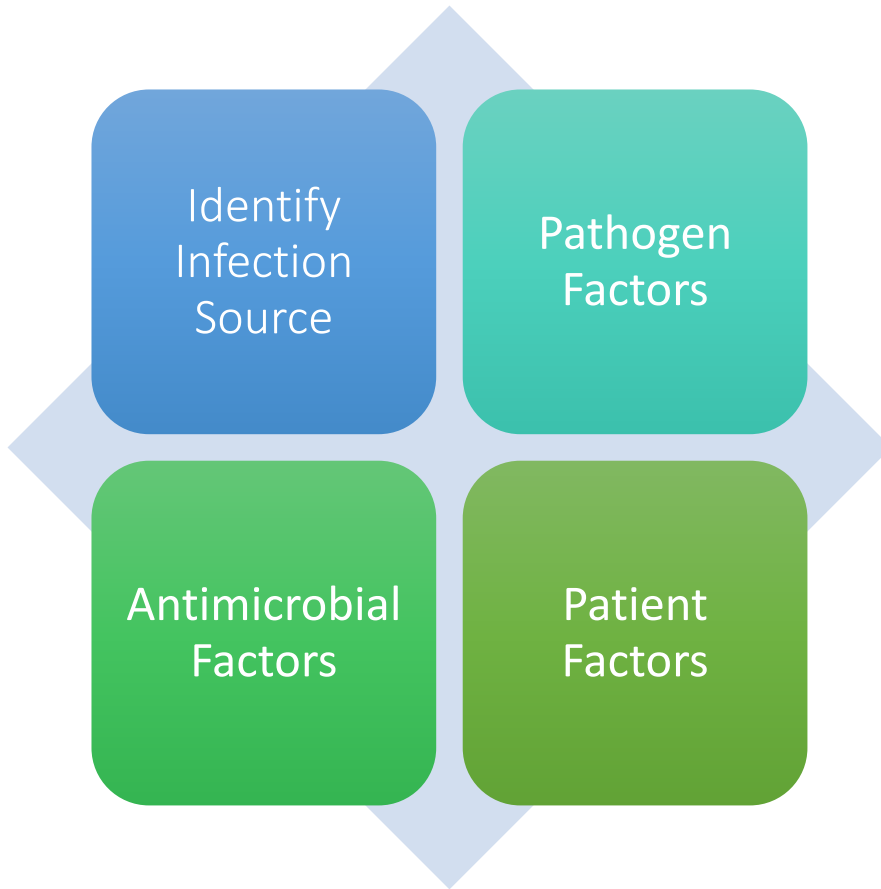 Identify
Infection
Source
Pathogen
Factors
Antimicrobial
Factors
Patient
Factors